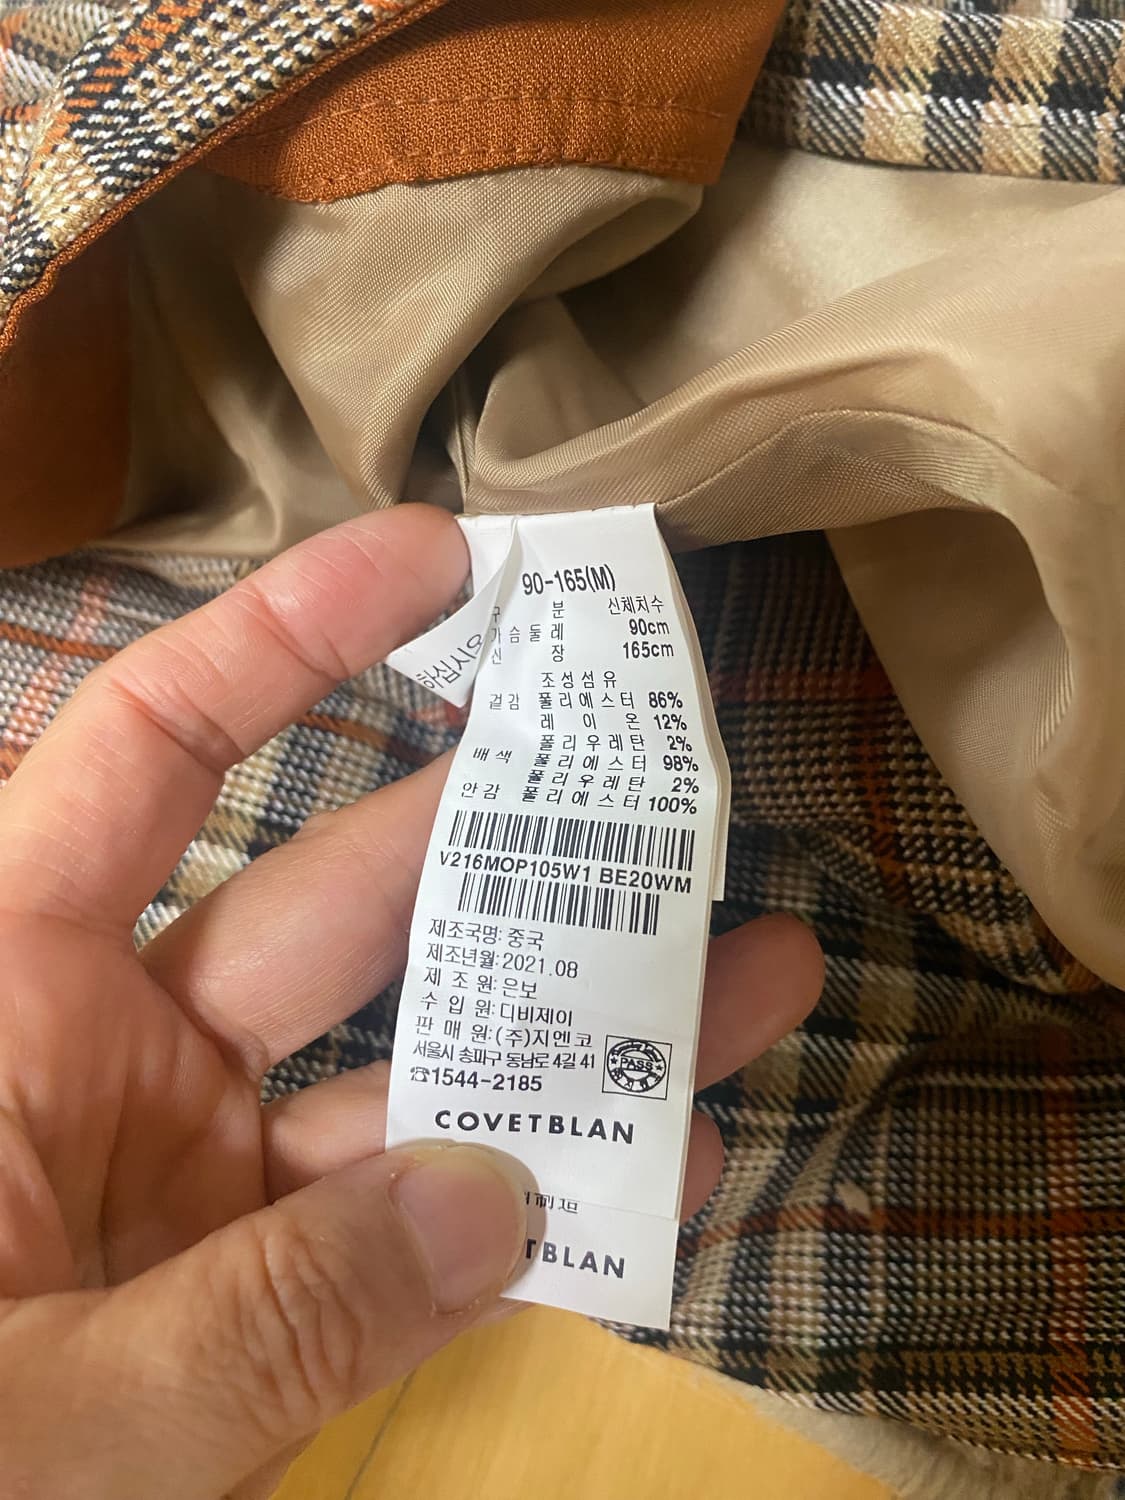 90-165(M)
구 분 신체치수
가슴둘레 90cm
신 장 165cm
조성섬유
겉감 폴리에스터 86%
레 이 온 12%
폴리우레탄 2%
배색 폴리에스터 98%
폴리우레탄 2%
안감 폴리에스터 100%
V216MOP105W1 BE20WM
제조국명: 중국
제조년월: 2021.08
제 조 원: 은보
수 입 원: 디비제이
판 매 원: (주)지엔코
서울시 송파구 동남로 4길 41
☎1544-2185
PASS
COVETBLAN
TBLAN
하십시오